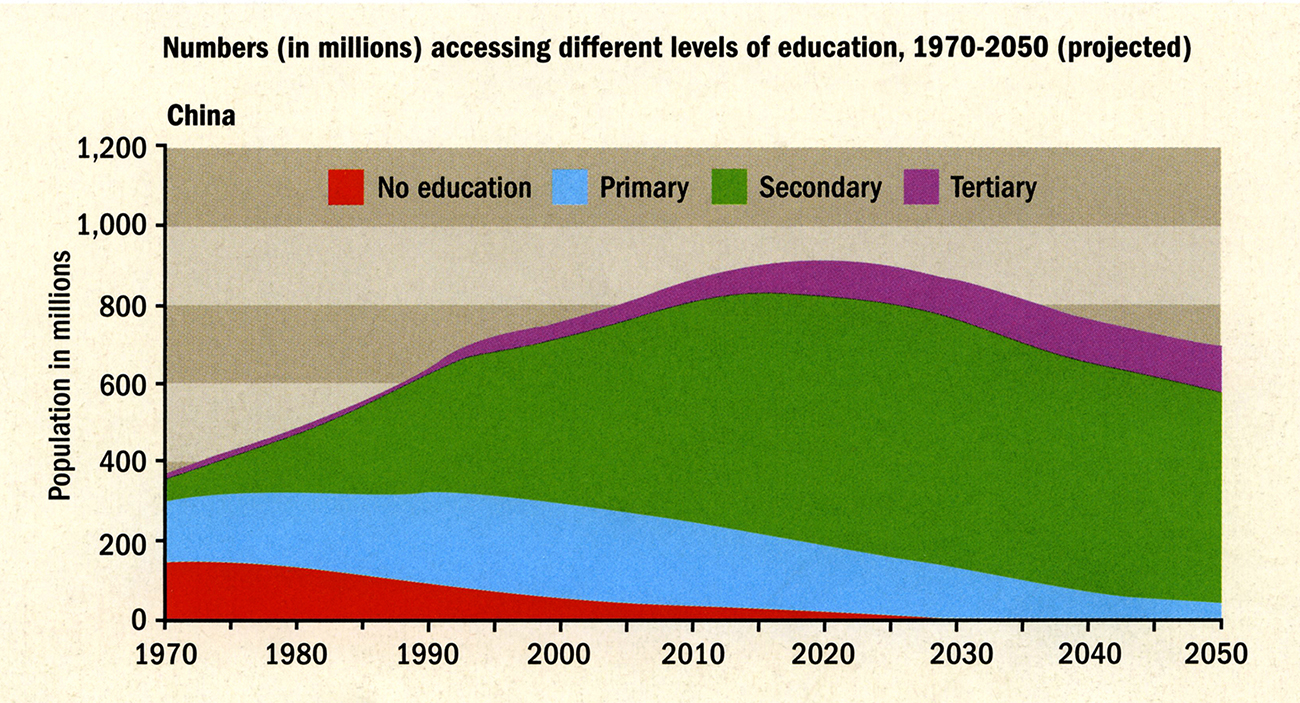 Numbers (in millions) accessing different levels of education, 1970-2050 (projected)
China
Population in millions
1,200
1,000
800
600
400
200
0
No education Primary Secondary Tertiary
1970 1980 1990 2000 2010 2020 2030 2040 2050